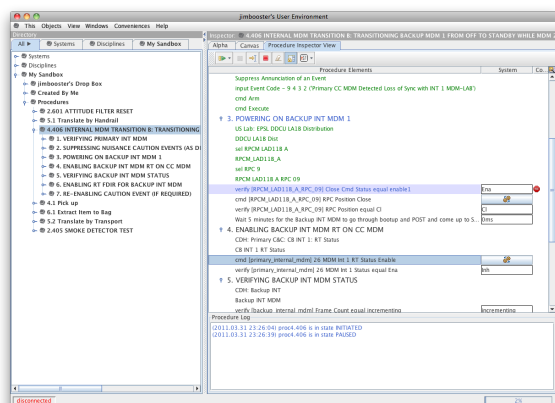 jimbooster's User Environment
This Objects View Windows Conveniences Help
Directory
All Systems Disciplines My Sandbox
Systems
Disciplines
My Sandbox
jimbooster's Drop Box
Created By Me
Procedures
2.601 ATTITUDE FILTER RESET
5.1 Translate by Handrail
4.406 INTERNAL MDM TRANSITION B: TRANSITIONING
1. VERIFYING PRIMARY INT MDM
2. SUPPRESSING NUISANCE CAUTION EVENTS (AS D
3. POWERING ON BACKUP INT MDM
4. ENABLING BACKUP INT MDM RT ON CC MDM
5. VERIFYING BACKUP INT MDM STATUS
6. ENABLING RT FDIR FOR BACKUP INT MDM
7. RE-ENABLING CAUTION EVENT (IF REQUIRED)
4.1 Pick up
6.1 Extract Item to Bag
5.2 Translate by Transport
2.405 SMOKE DETECTOR TEST
disconnected
Inspector: 4.406 INTERNAL MDM TRANSITION B: TRANSITIONING BACKUP MDM 1 FROM OFF TO STANDBY WHILE MDM 2
Alpha Canvas Procedure Inspector View
Procedure Elements System Co...
Suppress Annunciation of an Event
input Event Code - 9 4 3 2 ('Primary CC MDM Detected Loss of Sync with INT 1 MDM-LAB')
cmd Arm
cmd Execute
3. POWERING ON BACKUP INT MDM 1
US Lab: EPS: DDCU LA1B Distribution
DDCU LA1B Dist
sel RPCM LAD11B A
RPCM_LAD11B_A
sel RPC 9
RPCM LAD11B A RPC 09
verify [RPCM_LAD11B_A_RPC_09] Close Cmd Status equal enable1 Ena
cmd [RPCM_LAD11B_A_RPC_09] RPC Position Close
verify [RPCM_LAD11B_A_RPC_09] RPC Position equal Cl Cl
Wait 5 minutes for the Backup INT MDM to go through bootup and POST and come up to S... 0ms
4. ENABLING BACKUP INT MDM RT ON CC MDM
CDH: Primary C&C: CB INT 1: RT Status
CB INT 1 RT Status
cmd [primary_internal_mdm] 26 MDM Int 1 RT Status Enable
verify [primary_internal_mdm] 26 MDM Int 1 RT Status equal Ena Inh
5. VERIFYING BACKUP INT MDM STATUS
CDH: Backup INT
Backup INT MDM
verify [backup_internal_mdm] Frame Count equal incrementing incrementing
Procedure Log
(2011.03.31 23:26:04) proc4.406 is in state INITIATED
(2011.03.31 23:26:39) proc4.406 is in state PAUSED